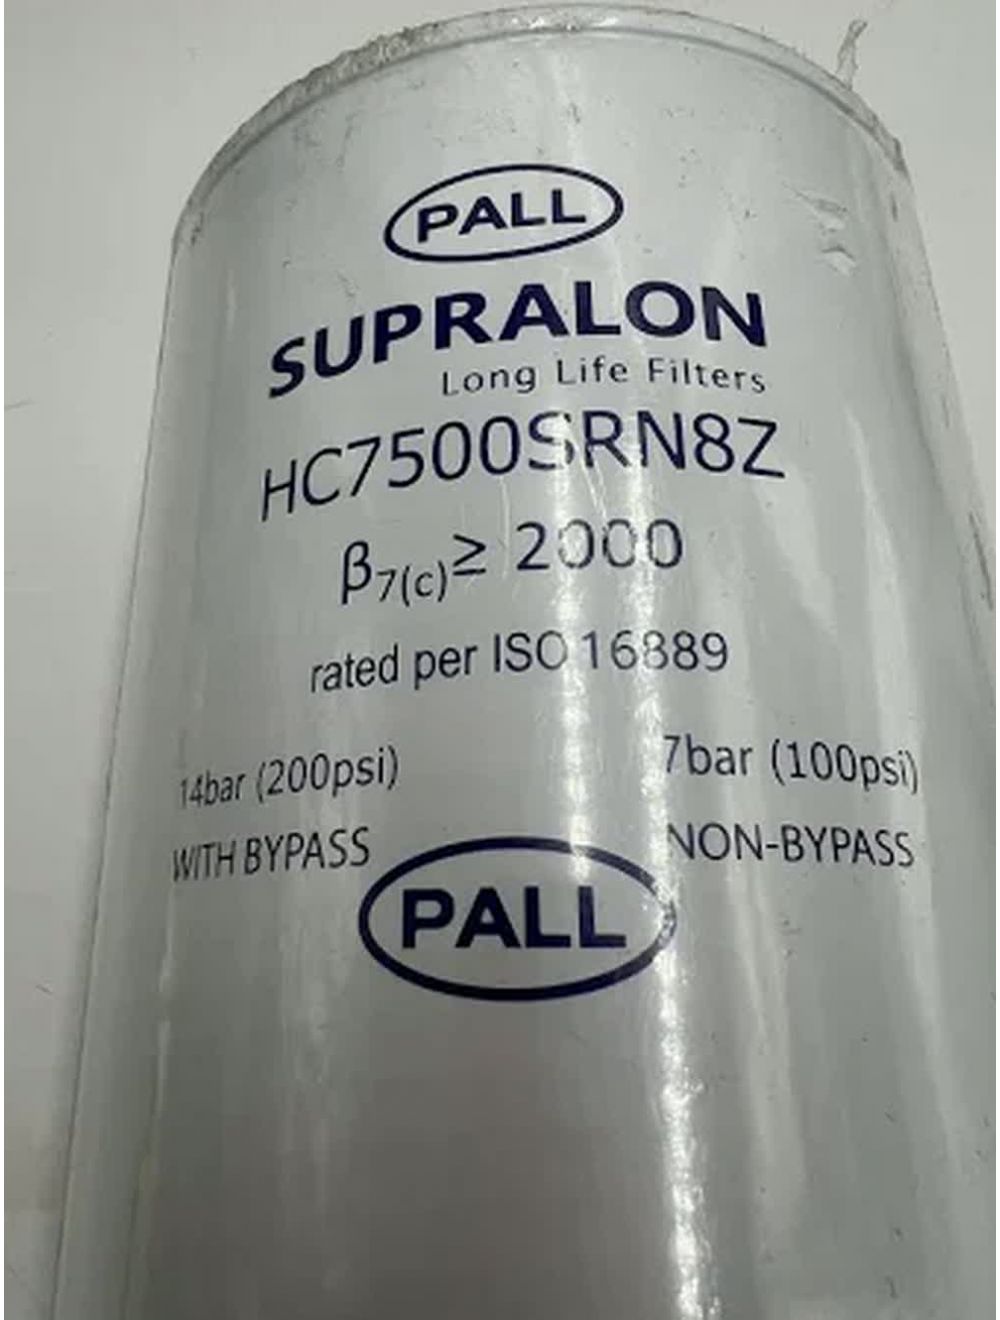 PALL
SUPRALON
Long Life Filters
HC7500SRN8Z
β7(c)≥ 2000
rated per ISO 16889
14bar (200psi)
WITH BYPASS
7bar (100psi)
NON-BYPASS
PALL